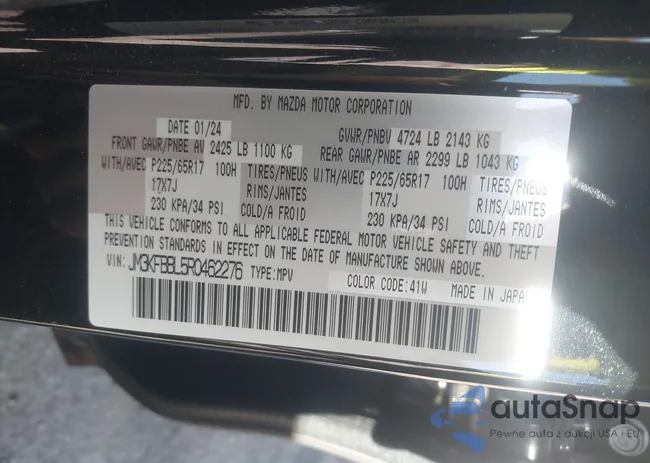 MFD. BY MAZDA MOTOR CORPORATION
DATE 01/24
GVWR/PNBV 4724 LB 2143 KG
FRONT GAWR/PNBE AV 2425 LB 1100 KG
REAR GAWR/PNBE AR 2299 LB 1043 KG
WITH/AVEC P225/65R17 100H TIRES/PNEUS WITH/AVEC P225/65R17 100H TIRES/PNEUS
17X7J RIMS/JANTES 17X7J RIMS/JANTES
230 KPA/34 PSI COLD/A FROID 230 KPA/34 PSI COLD/A FROID
THIS VEHICLE CONFORMS TO ALL APPLICABLE FEDERAL MOTOR VEHICLE SAFETY AND THEFT
PREVENTION STANDARDS IN EFFECT ON THE DATE OF MANUFACTURE SHOWN ABOVE.
VIN: JM3KFBBL5R0462276 TYPE: MPV
COLOR CODE: 41W MADE IN JAPAN
autaSnap
Pewne auta z aukcji USA i EU